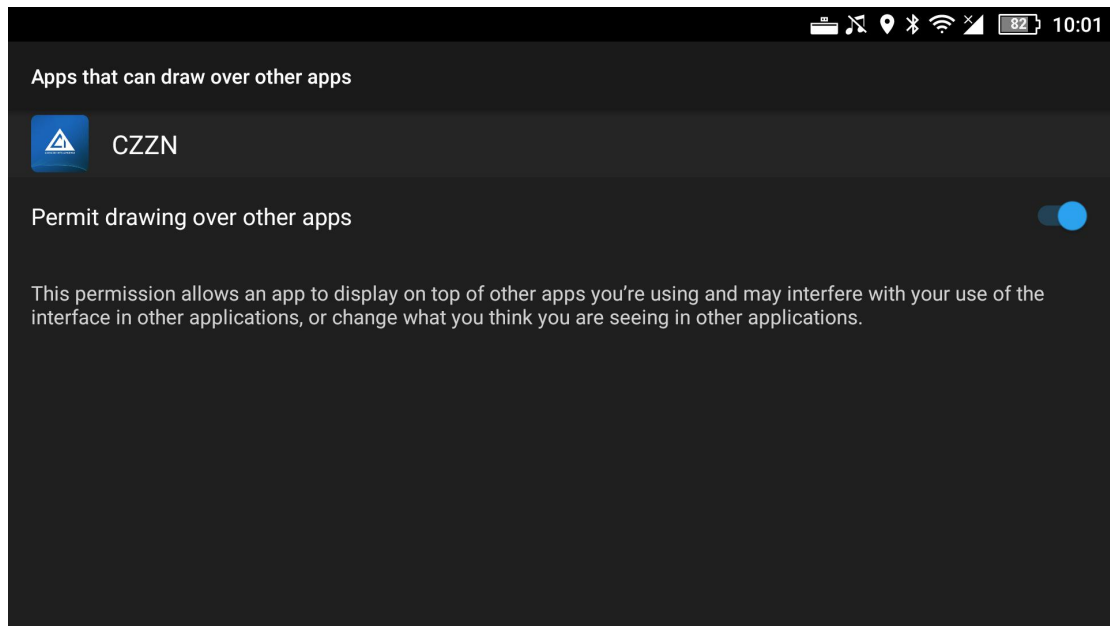 82 10:01
Apps that can draw over other apps
CZZN
Permit drawing over other apps
This permission allows an app to display on top of other apps you’re using and may interfere with your use of the
interface in other applications, or change what you think you are seeing in other applications.